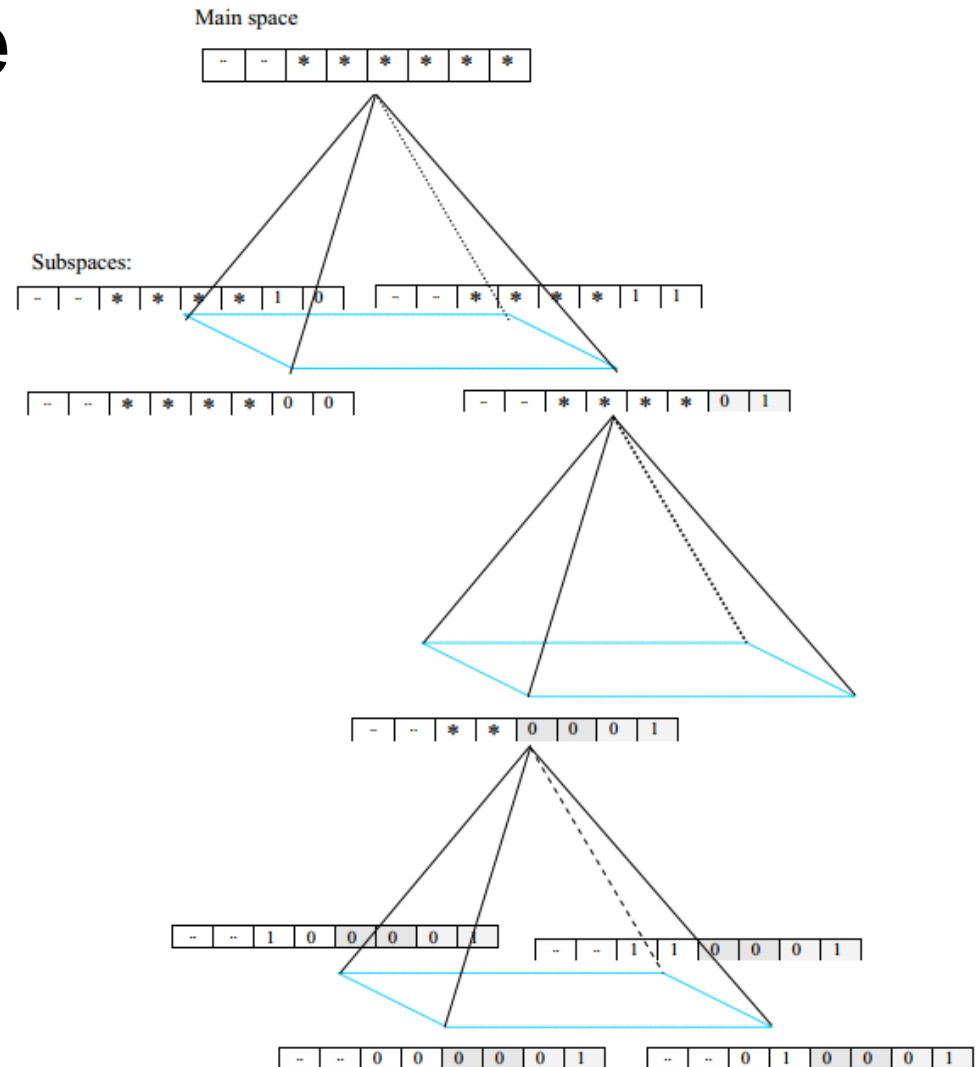 e
Main space
-- -- * * * * * *
Subspaces:
-- -- * * * * 1 0
-- -- * * * * 1 1
-- -- * * * * 0 0
-- -- * * * * 0 1
-- -- * * 0 0 0 1
-- -- 1 0 0 0 0 1
-- -- 1 1 0 0 0 1
-- -- 0 0 0 0 0 1
-- -- 0 1 0 0 0 1